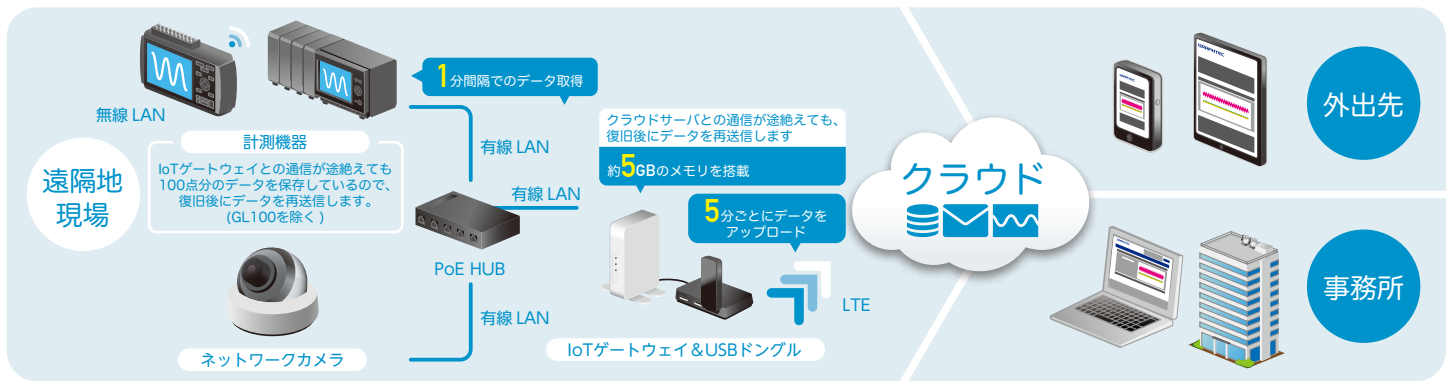 遠隔地
現場
無線 LAN
1分間隔でのデータ取得
計測機器
IoTゲートウェイとの通信が途絶えても
100点分のデータを保存しているので、
復旧後にデータを再送信します。
(GL100を除く)
有線 LAN
有線 LAN
PoE HUB
有線 LAN
ネットワークカメラ
クラウドサーバとの通信が途絶えても、
復旧後にデータを再送信します
約5GBのメモリを搭載
5分ごとにデータを
アップロード
LTE
IoTゲートウェイ&USBドングル
クラウド
GRAPHTEC
外出先
事務所